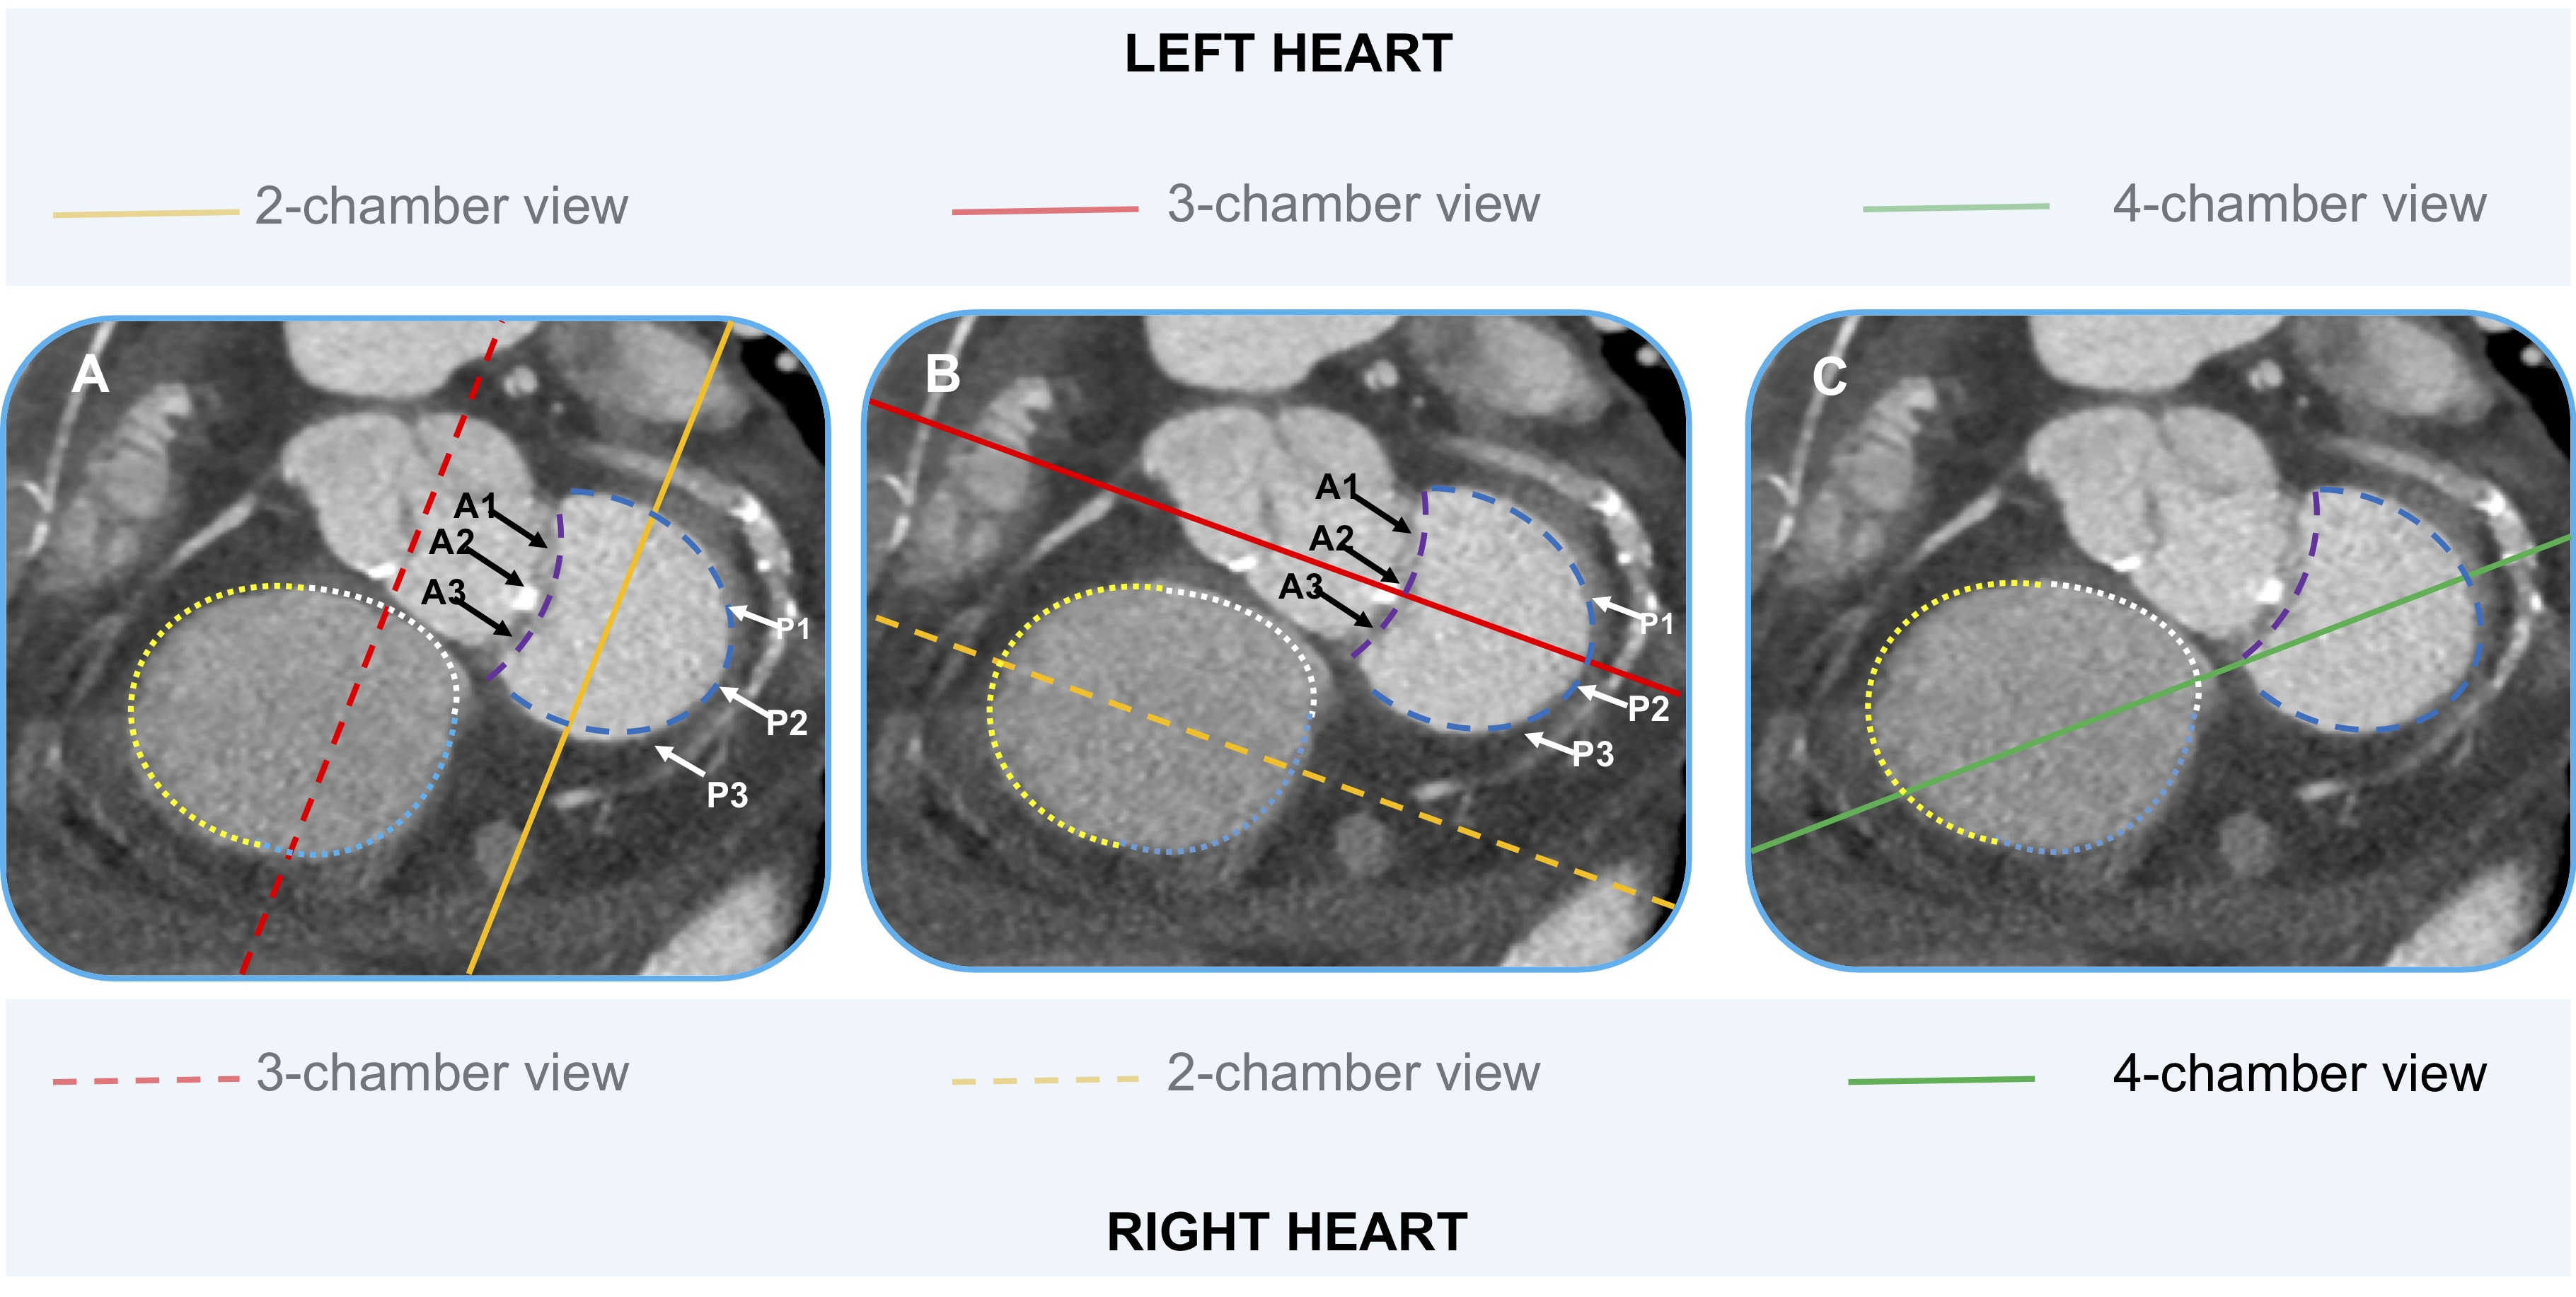 LEFT HEART
2-chamber view
3-chamber view
4-chamber view
A
A1
A2
A3
P1
P2
P3
B
A1
A2
A3
P1
P2
P3
C
3-chamber view
2-chamber view
4-chamber view
RIGHT HEART